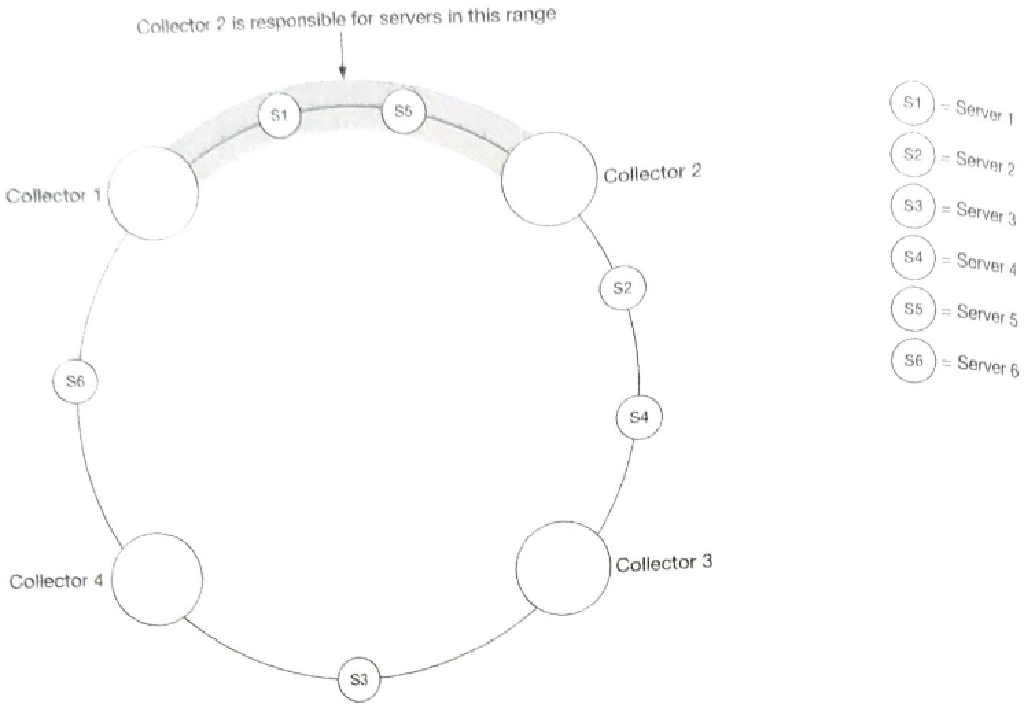 Collector 2 is responsible for servers in this range
S1
S5
Collector 1
Collector 2
S2
S6
S4
Collector 4
Collector 3
S3
S1 = Server 1
S2 = Server 2
S3 = Server 3
S4 = Server 4
S5 = Server 5
S6 = Server 6